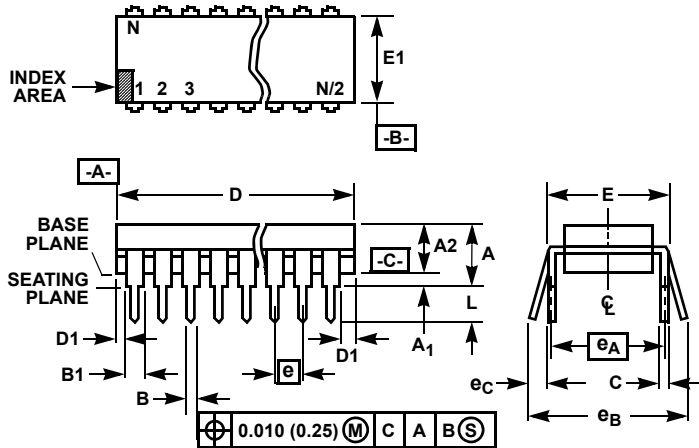 N
E1
INDEX
AREA
1 2 3 N/2
-B-
-A-
D
E
BASE
PLANE
A2
A
-C-
SEATING
PLANE
L
℄
D1
A1
D1
eA
B1
e
eC
C
B
eB
⌖ 0.010 (0.25) Ⓜ C A B Ⓢ